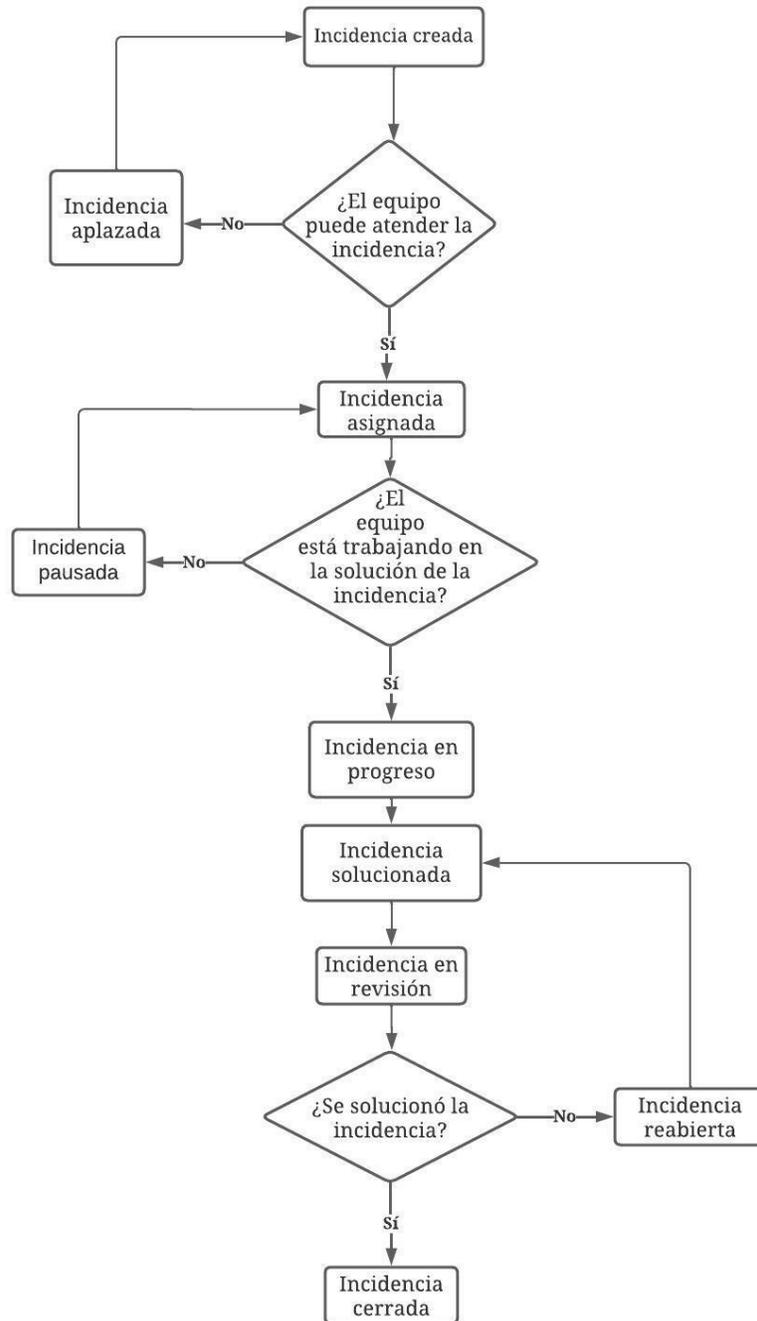 Incidencia creada
¿El equipo
puede atender la
incidencia?
No
Incidencia
aplazada
Sí
Incidencia
asignada
¿El
equipo
está trabajando en
la solución de la
incidencia?
No
Incidencia
pausada
Sí
Incidencia en
progreso
Incidencia
solucionada
Incidencia en
revisión
¿Se solucionó la
incidencia?
No
Incidencia
reabierta
Sí
Incidencia
cerrada